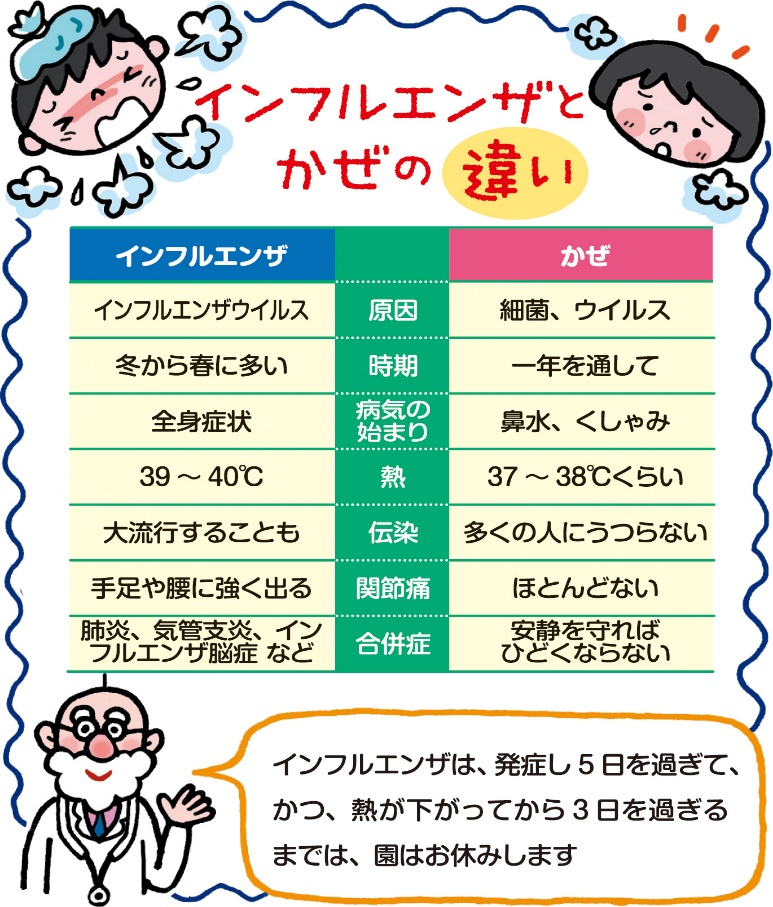 インフルエンザと
かぜの違い
インフルエンザ かぜ
インフルエンザウイルス 原因 細菌、ウイルス
冬から春に多い 時期 一年を通して
全身症状 病気の
始まり 鼻水、くしゃみ
39～40℃ 熱 37～38℃くらい
大流行することも 伝染 多くの人にうつらない
手足や腰に強く出る 関節痛 ほとんどない
肺炎、気管支炎、イン
フルエンザ脳症 など 合併症 安静を守れば
ひどくならない
インフルエンザは、発症し5日を過ぎて、
かつ、熱が下がってから3日を過ぎる
までは、園はお休みします